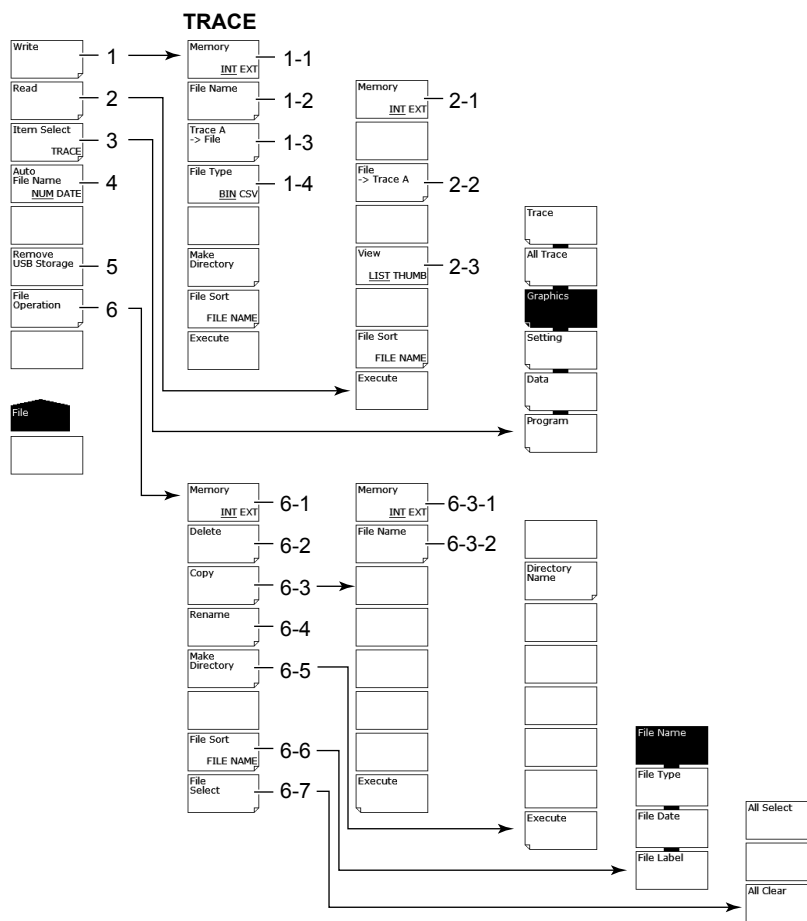 TRACE
Write
1
Read
2
Item Select
TRACE
3
Auto
File Name
NUM DATE
4
Remove
USB Storage
5
File
Operation
6
File
Memory
INT EXT
1-1
File Name
1-2
Trace A
-> File
1-3
File Type
BIN CSV
1-4
Make
Directory
File Sort
FILE NAME
Execute
Memory
INT EXT
2-1
File
-> Trace A
2-2
View
LIST THUMB
2-3
File Sort
FILE NAME
Execute
Trace
All Trace
Graphics
Setting
Data
Program
Memory
INT EXT
6-1
Delete
6-2
Copy
6-3
Rename
6-4
Make
Directory
6-5
File Sort
FILE NAME
6-6
File
Select
6-7
Memory
INT EXT
6-3-1
File Name
6-3-2
Execute
Directory
Name
Execute
File Name
File Type
File Date
File Label
All Select
All Clear